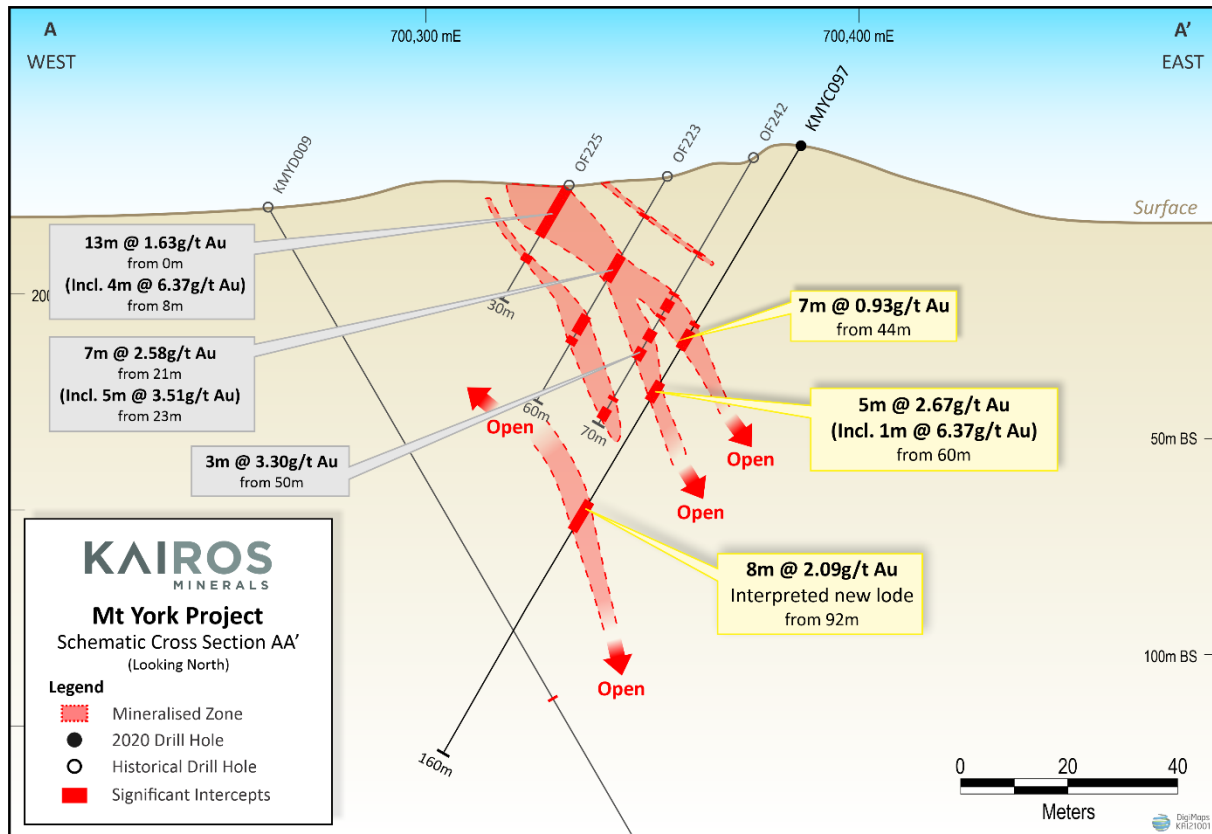 A
WEST
700,300 mE
700,400 mE
A'
EAST
KMYD009
OF225
OF223
OF242
KMYC097
Surface
13m @ 1.63g/t Au
from 0m
(Incl. 4m @ 6.37g/t Au)
from 8m
200
30m
7m @ 0.93g/t Au
from 44m
7m @ 2.58g/t Au
from 21m
(Incl. 5m @ 3.51g/t Au)
from 23m
60m
70m
Open
5m @ 2.67g/t Au
(Incl. 1m @ 6.37g/t Au)
from 60m
50m BS
Open
3m @ 3.30g/t Au
from 50m
Open
8m @ 2.09g/t Au
Interpreted new lode
from 92m
100m BS
Open
160m
KAIROS
MINERALS
Mt York Project
Schematic Cross Section AA'
(Looking North)
Legend
Mineralised Zone
2020 Drill Hole
Historical Drill Hole
Significant Intercepts
0 20 40
Meters
DigiMaps
KRI21001